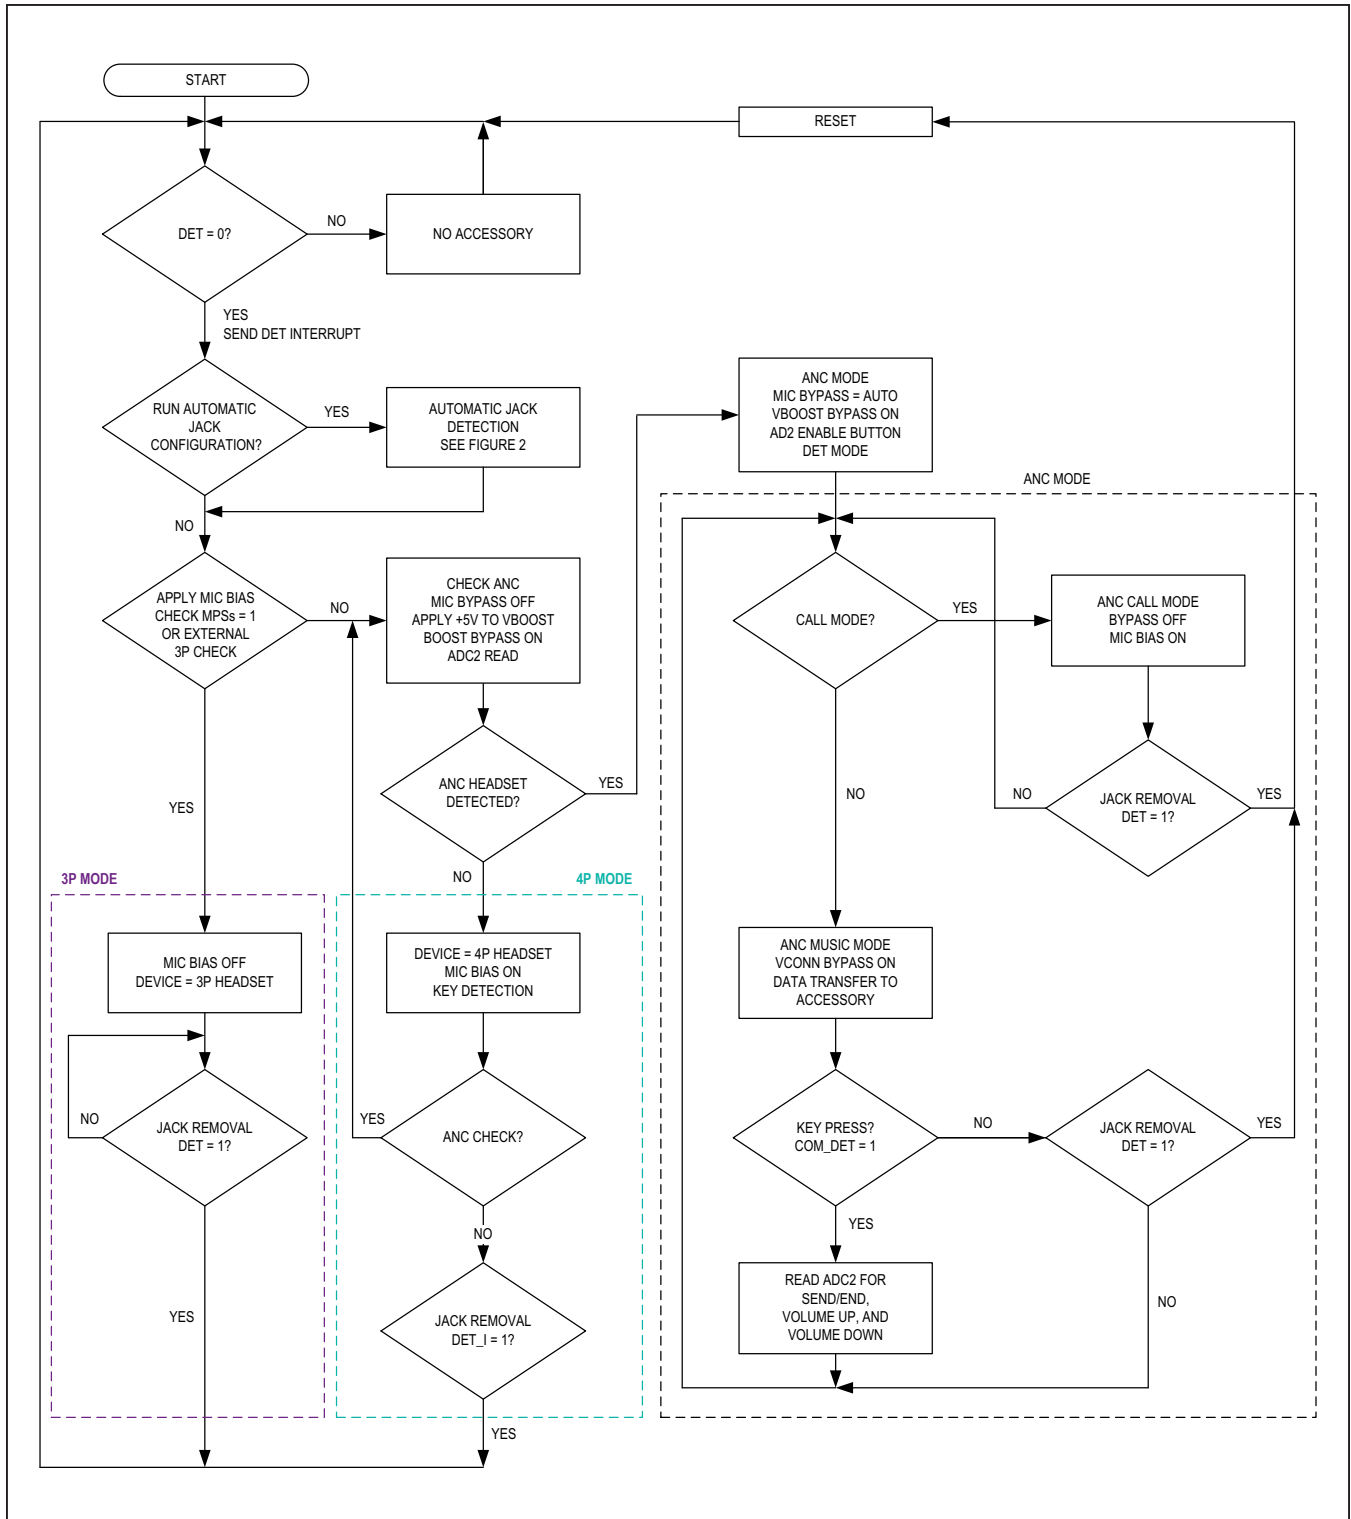 START
RESET
DET = 0?
NO
NO ACCESSORY
YES
SEND DET INTERRUPT
RUN AUTOMATIC
JACK
CONFIGURATION?
YES
AUTOMATIC JACK
DETECTION
SEE FIGURE 2
NO
ANC MODE
MIC BYPASS = AUTO
VBOOST BYPASS ON
AD2 ENABLE BUTTON
DET MODE
ANC MODE
APPLY MIC BIAS
CHECK MPSs = 1
OR EXTERNAL
3P CHECK
NO
CHECK ANC
MIC BYPASS OFF
APPLY +5V TO VBOOST
BOOST BYPASS ON
ADC2 READ
CALL MODE?
YES
ANC CALL MODE
BYPASS OFF
MIC BIAS ON
YES
ANC HEADSET
DETECTED?
YES
NO
NO
NO
JACK REMOVAL
DET = 1?
YES
3P MODE
4P MODE
MIC BIAS OFF
DEVICE = 3P HEADSET
DEVICE = 4P HEADSET
MIC BIAS ON
KEY DETECTION
ANC MUSIC MODE
VCONN BYPASS ON
DATA TRANSFER TO
ACCESSORY
NO
JACK REMOVAL
DET = 1?
YES
ANC CHECK?
KEY PRESS?
COM_DET = 1
NO
JACK REMOVAL
DET = 1?
YES
YES
NO
YES
NO
JACK REMOVAL
DET_I = 1?
READ ADC2 FOR
SEND/END,
VOLUME UP, AND
VOLUME DOWN
NO
YES